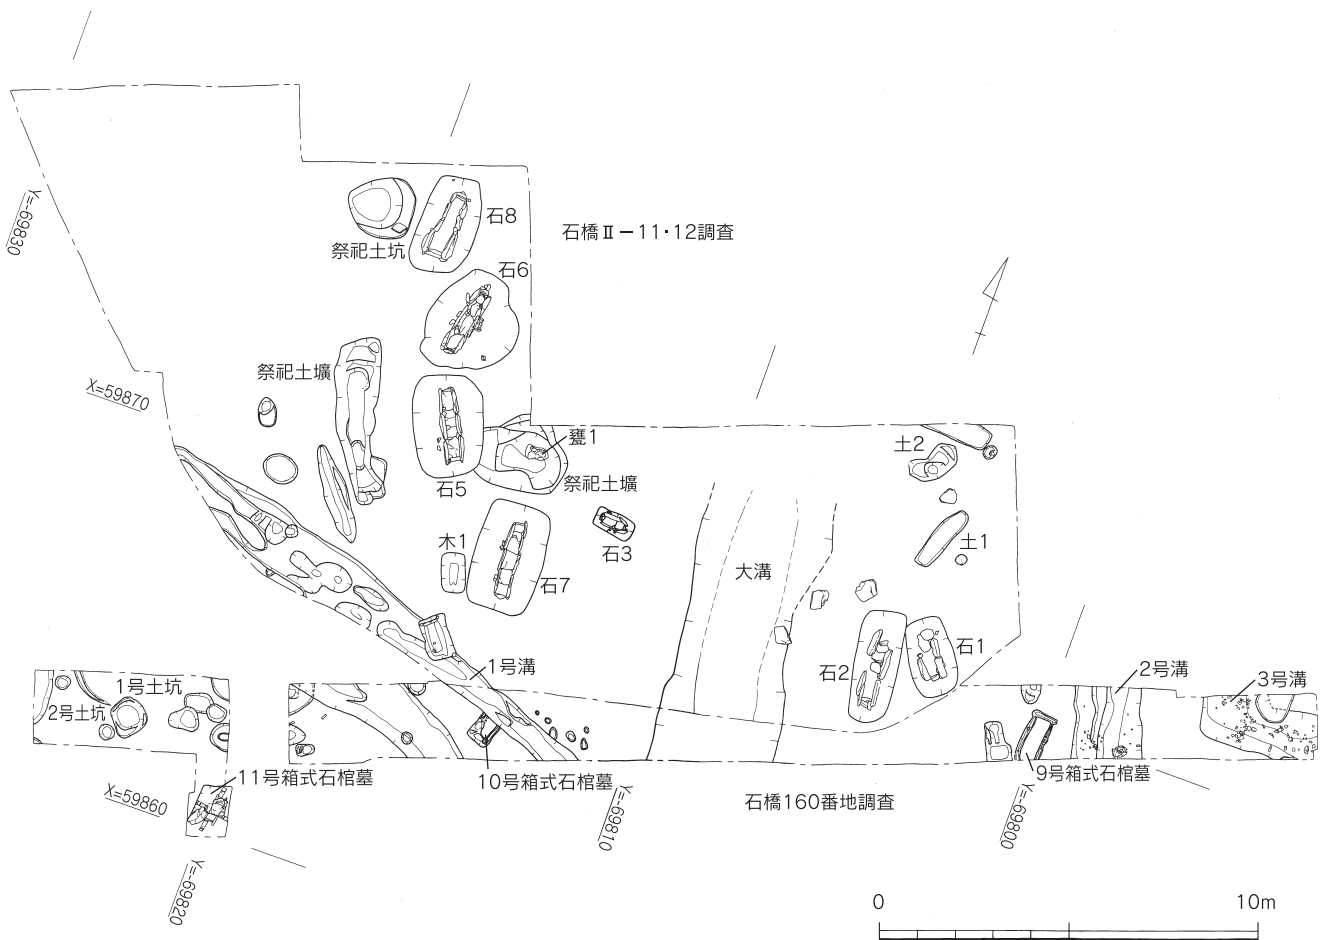 Y=-69830
石8
石橋Ⅱ－11・12調査
祭祀土坑
石6
祭祀土壙
X=59870
甕1
土2
石5
祭祀土壙
木1
石3
土1
石7
大溝
石1
石2
1号溝
1号土坑
2号土坑
2号溝
3号溝
11号箱式石棺墓
10号箱式石棺墓
9号箱式石棺墓
X=59860
石橋160番地調査
Y=-69810
Y=-69800
Y=-69820
0
10m